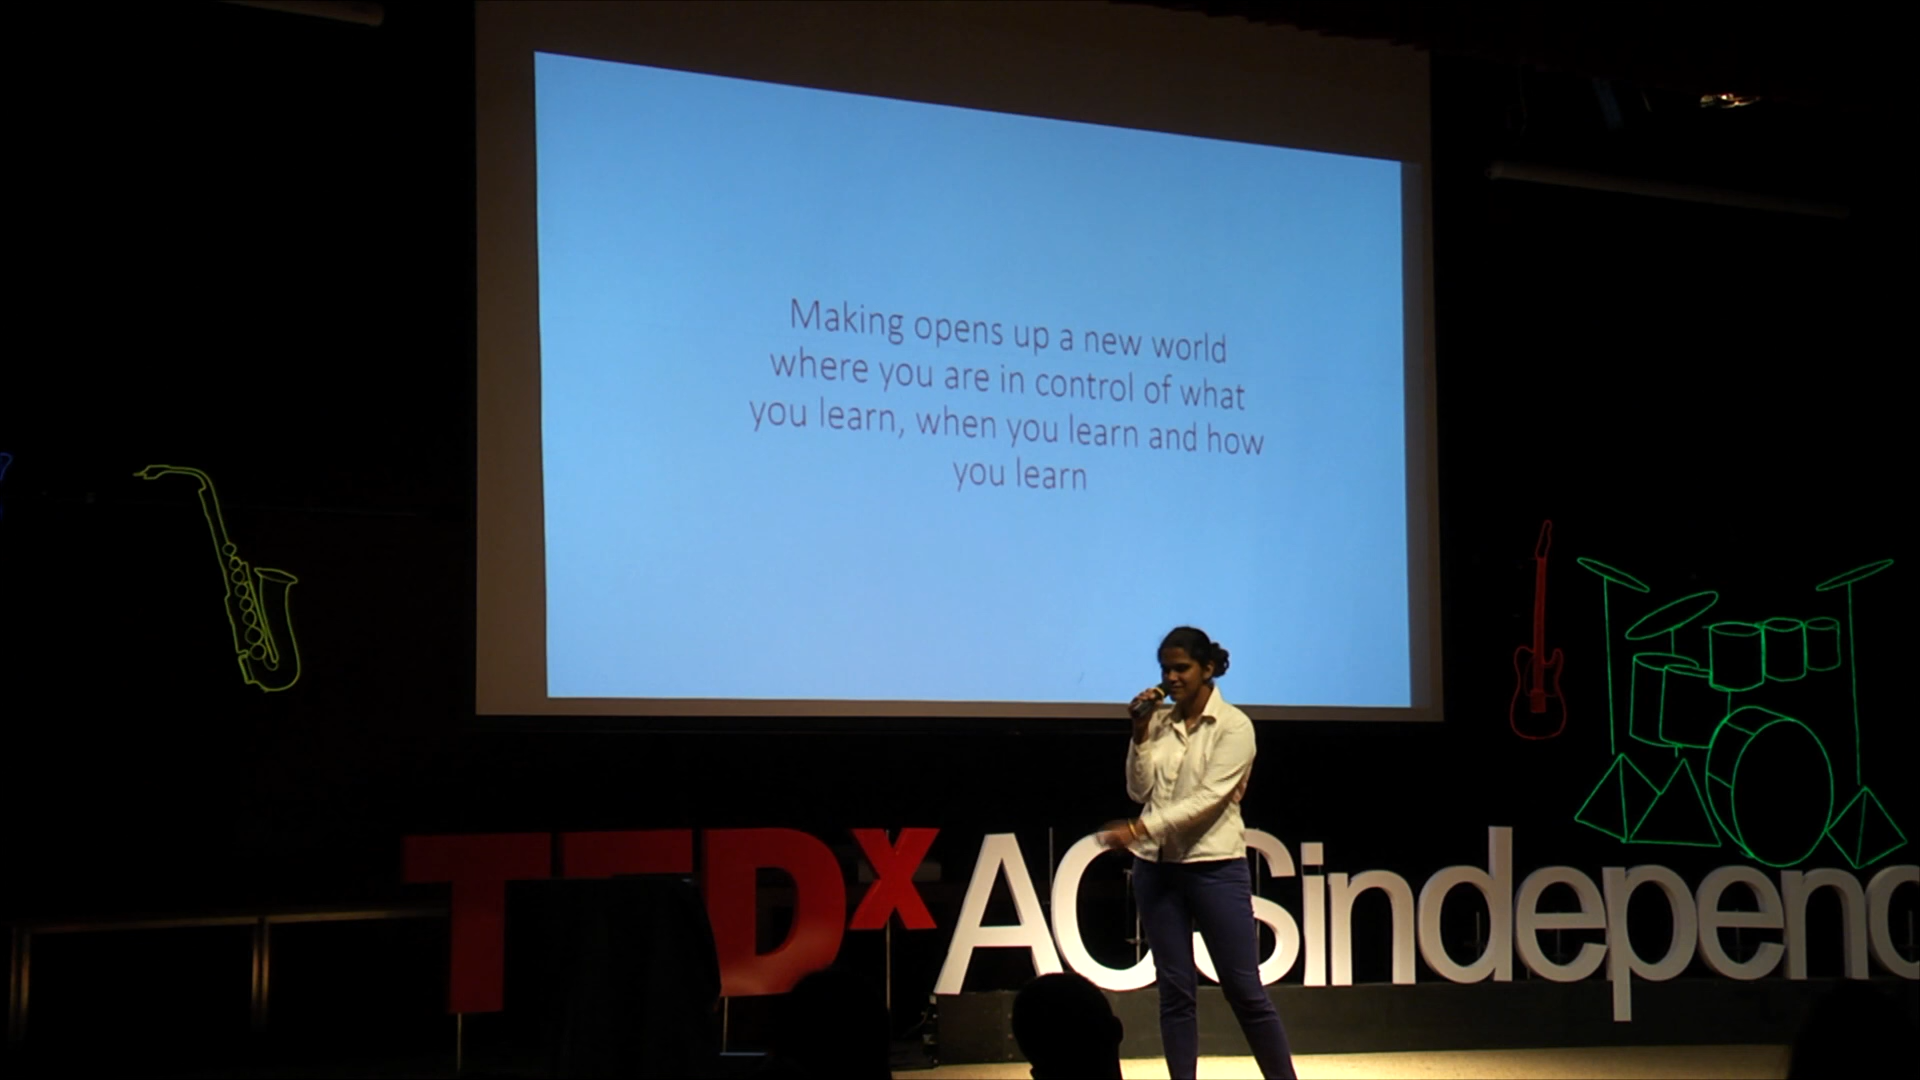 Making opens up a new world
where you are in control of what
you learn, when you learn and how
you learn
TEDxACSindepend